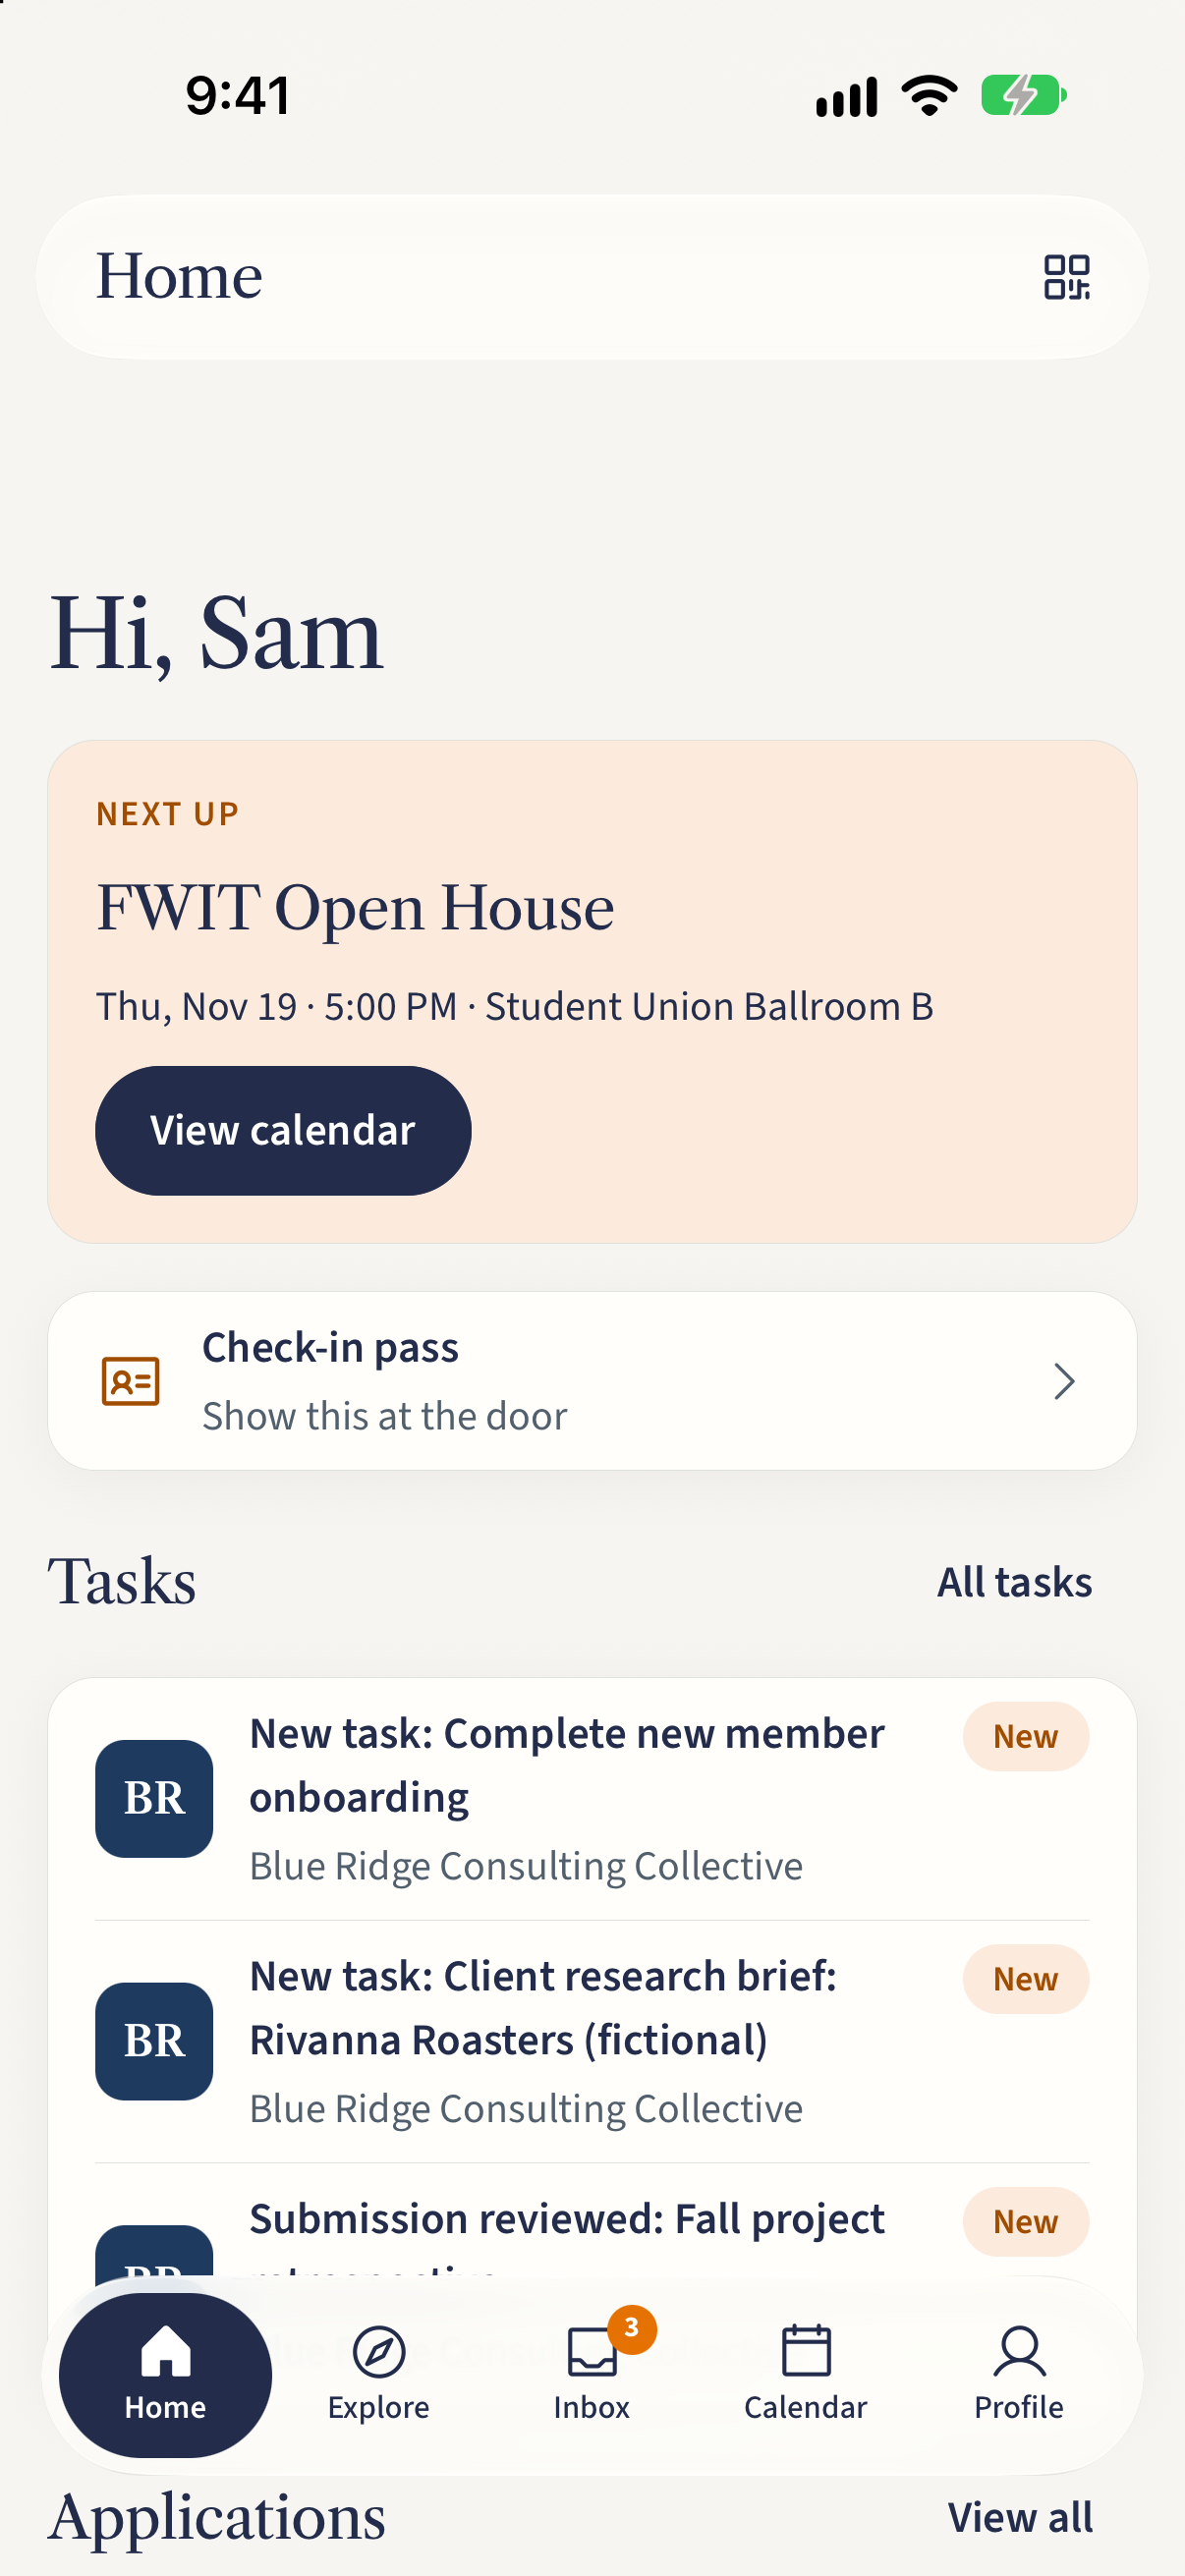 9:41
Home
Hi, Sam
NEXT UP
FWIT Open House
Thu, Nov 19 · 5:00 PM · Student Union Ballroom B
View calendar
Check-in pass
Show this at the door
Tasks
All tasks
New task: Complete new member
onboarding
New
BR
Blue Ridge Consulting Collective
New task: Client research brief:
Rivanna Roasters (fictional)
New
BR
Blue Ridge Consulting Collective
Submission reviewed: Fall project
New
3
Home
Explore
Inbox
Calendar
Profile
Applications
View all